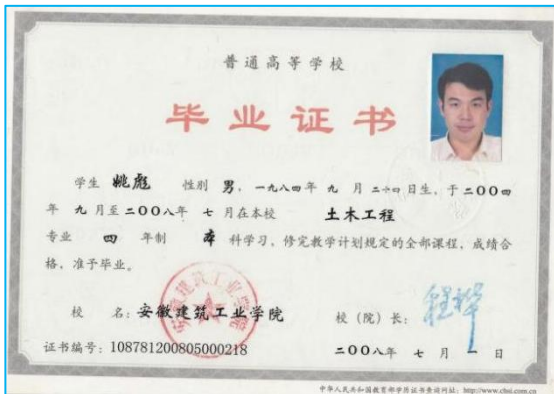 普通高等学校
毕业证书
学生 姚彪 性别 男，一九八四年 九 月 二十四日生，于二〇〇四
年 九 月至二〇〇八年 七 月在本校 土木工程
专业 四 年制 本 科学习，修完教学计划规定的全部课程，成绩合
格，准予毕业。
校 名：安徽建筑工业学院 校（院）长：
证书编号：108781200805000218 二〇〇八年 七 月 一 日
中华人民共和国教育部学历证书查询网址：http://www.chsi.com.cn